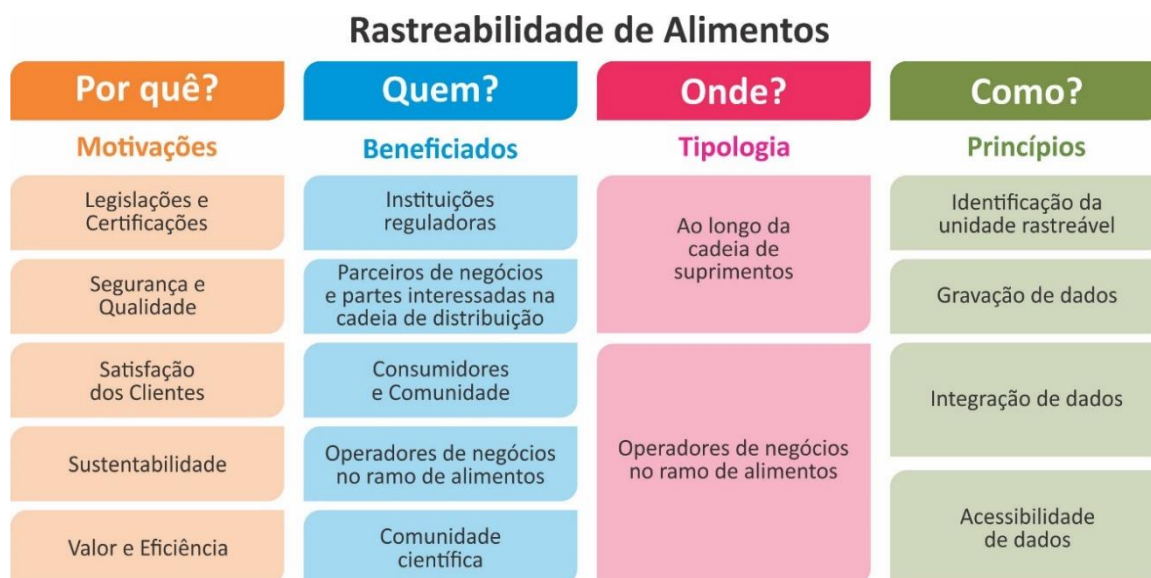 Rastreabilidade de Alimentos
Por quê?
Motivações
Legislações e
Certificações
Segurança e
Qualidade
Satisfação
dos Clientes
Sustentabilidade
Valor e Eficiência
Quem?
Beneficiados
Instituições
reguladoras
Parceiros de negócios
e partes interessadas na
cadeia de distribuição
Consumidores
e Comunidade
Operadores de negócios
no ramo de alimentos
Comunidade
científica
Onde?
Tipologia
Ao longo da
cadeia de
suprimentos
Operadores de negócios
no ramo de alimentos
Como?
Princípios
Identificação da
unidade rastreável
Gravação de dados
Integração de dados
Acessibilidade
de dados